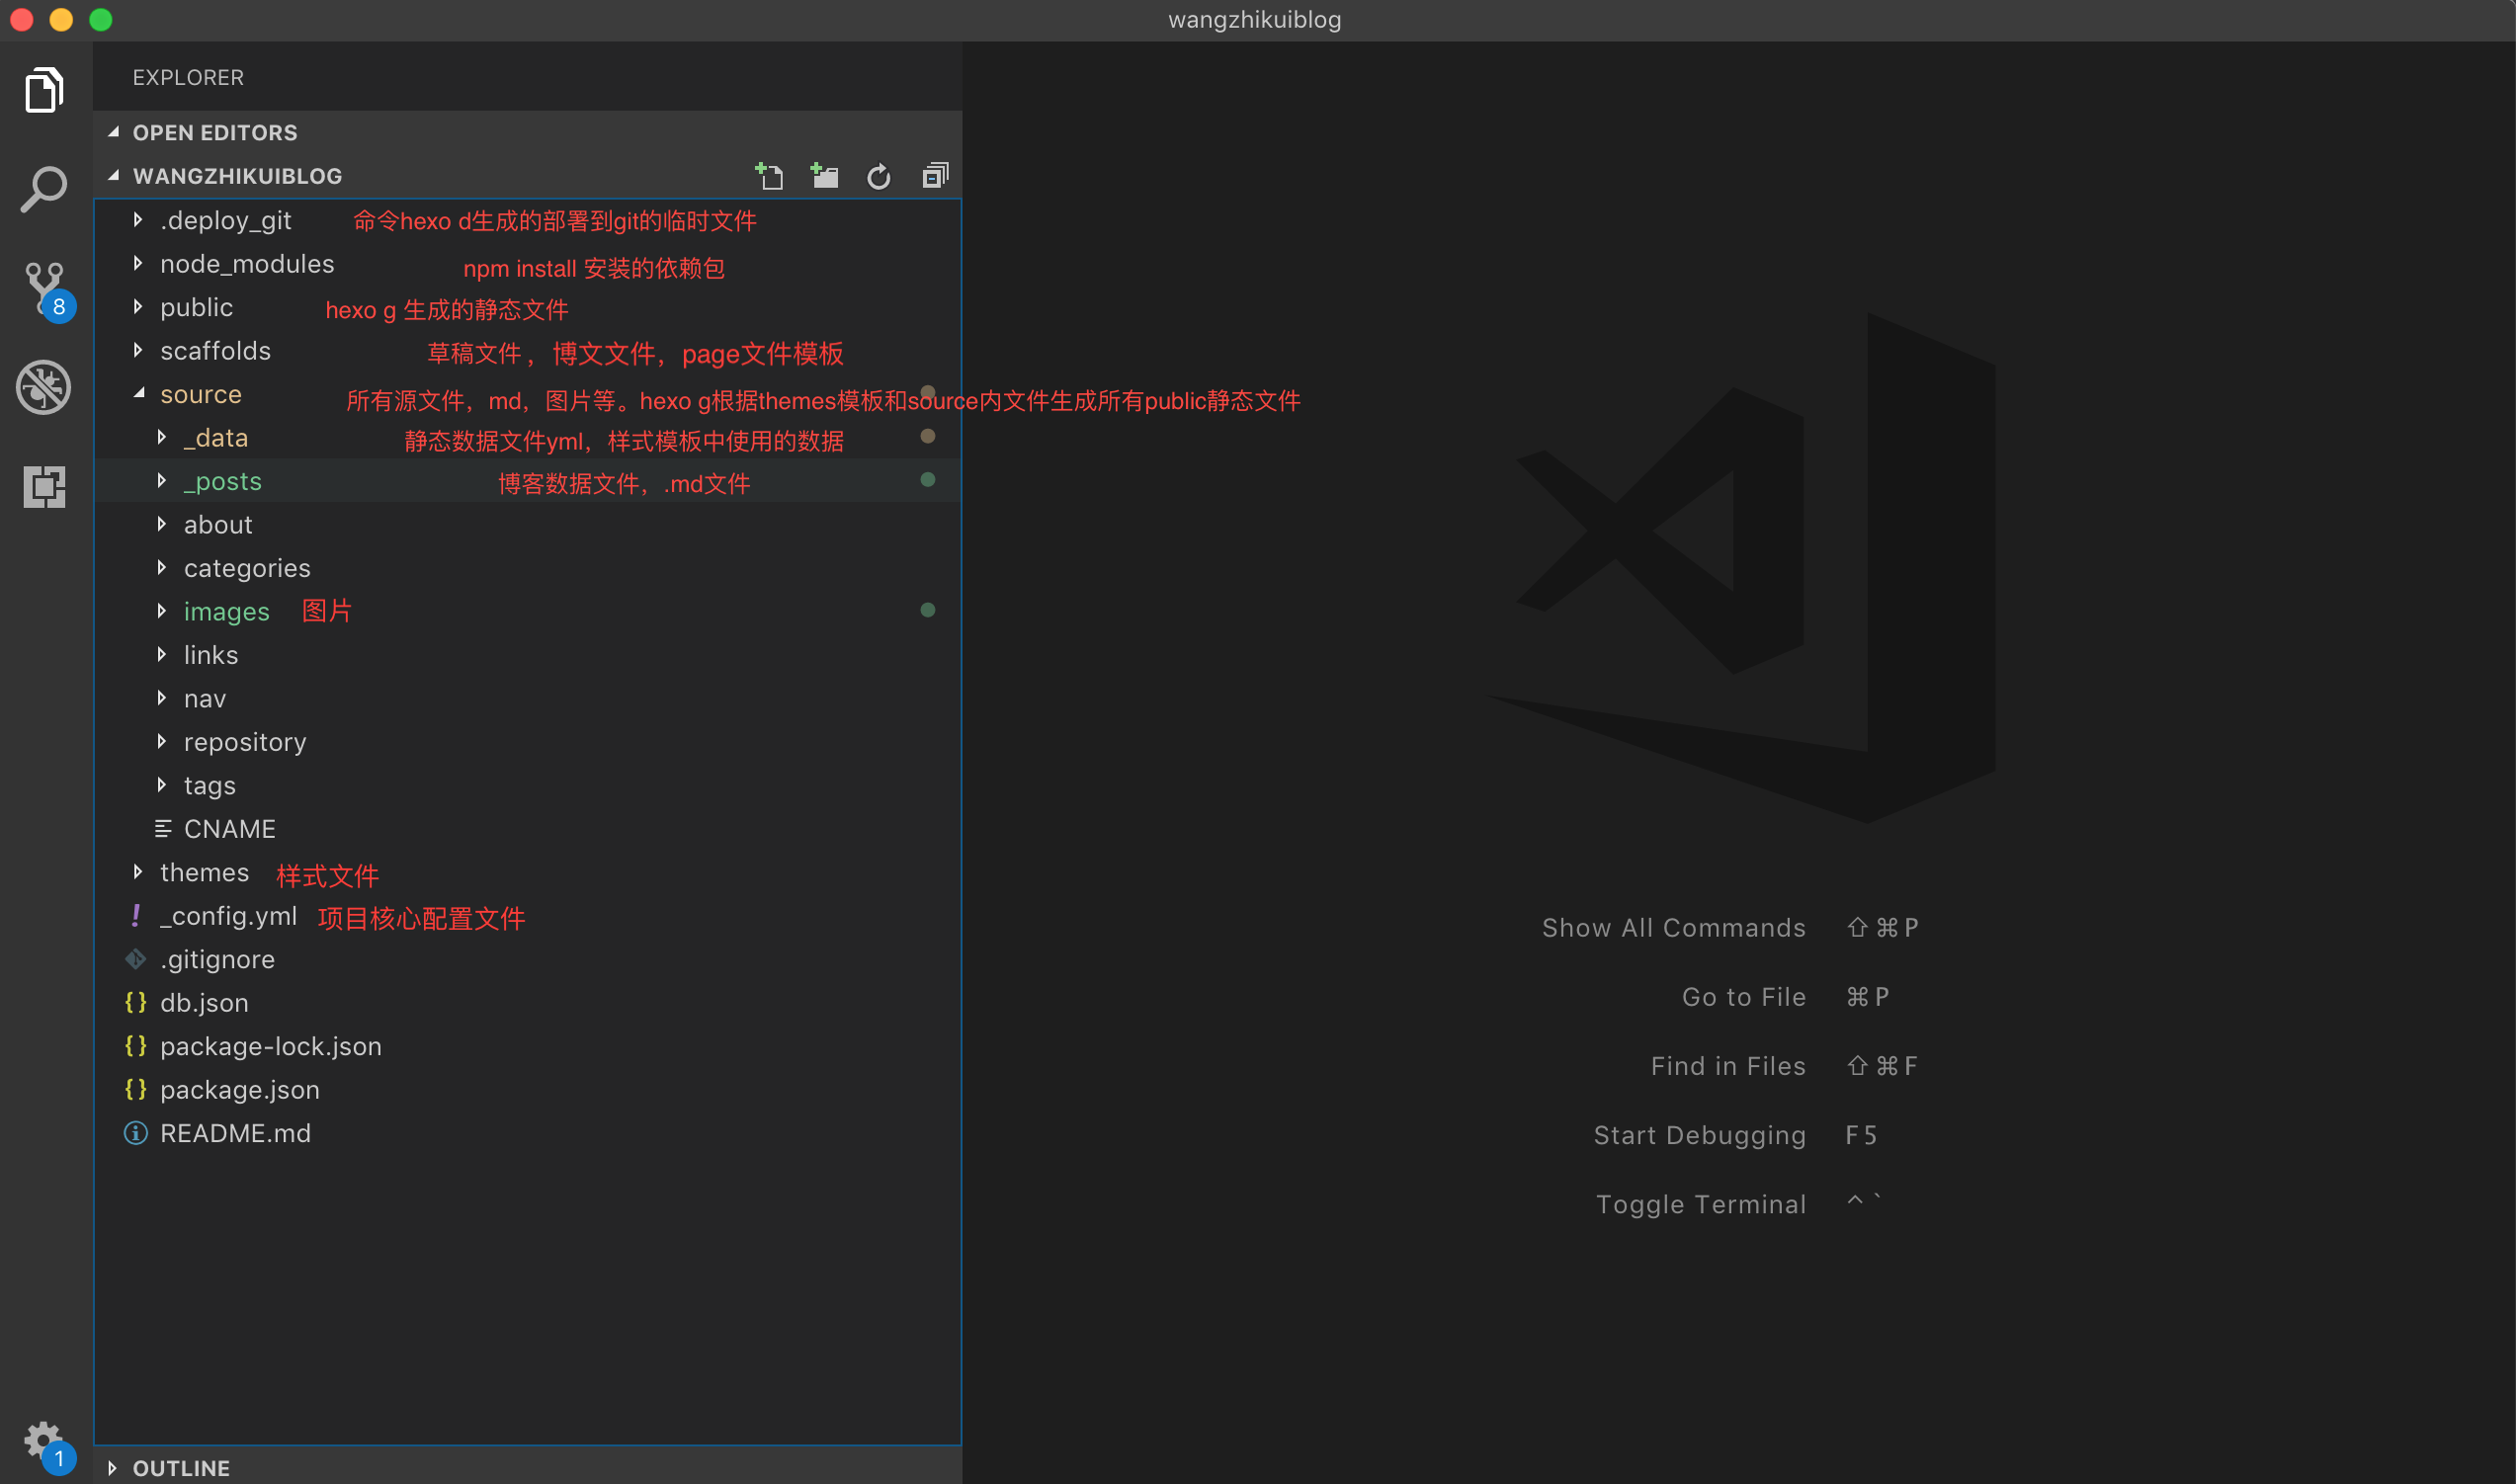 wangzhikuiblog
EXPLORER
OPEN EDITORS
WANGZHIKUIBLOG
.deploy_git 命令hexo d生成的部署到git的临时文件
node_modules npm install 安装的依赖包
public hexo g 生成的静态文件
scaffolds 草稿文件，博文文件，page文件模板
source 所有源文件，md，图片等。hexo g根据themes模板和source内文件生成所有public静态文件
_data 静态数据文件yml，样式模板中使用的数据
_posts 博客数据文件，.md文件
about
categories
images 图片
links
nav
repository
tags
CNAME
themes 样式文件
_config.yml 项目核心配置文件
.gitignore
db.json
package-lock.json
package.json
README.md
OUTLINE
8
1
Show All Commands ⇧⌘P
Go to File ⌘P
Find in Files ⇧⌘F
Start Debugging F5
Toggle Terminal ^`